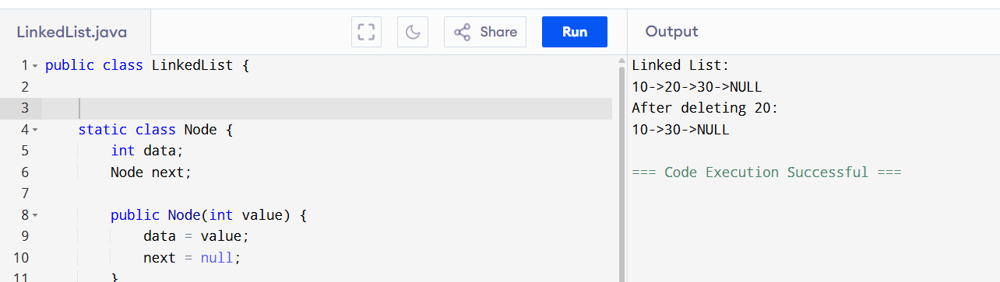 LinkedList.java
Share
Run
Output
1 public class LinkedList {
2
3
4 static class Node {
5 int data;
6 Node next;
7
8 public Node(int value) {
9 data = value;
10 next = null;
11 }
Linked List:
10->20->30->NULL
After deleting 20:
10->30->NULL
=== Code Execution Successful ===